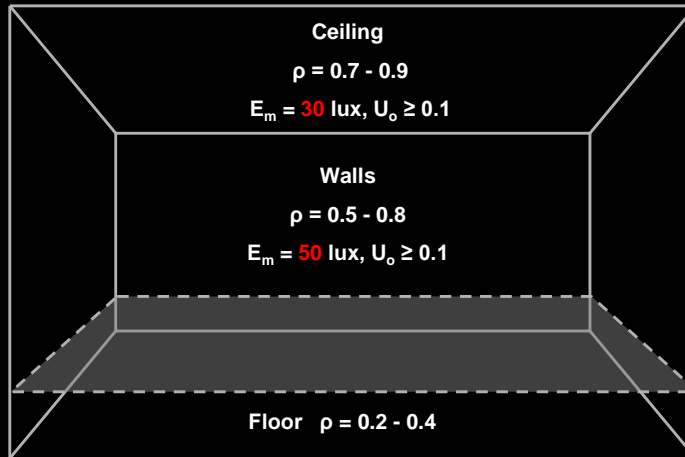 Ceiling
ρ = 0.7 - 0.9
Eₘ = 30 lux, Uₒ ≥ 0.1
Walls
ρ = 0.5 - 0.8
Eₘ = 50 lux, Uₒ ≥ 0.1
Floor ρ = 0.2 - 0.4